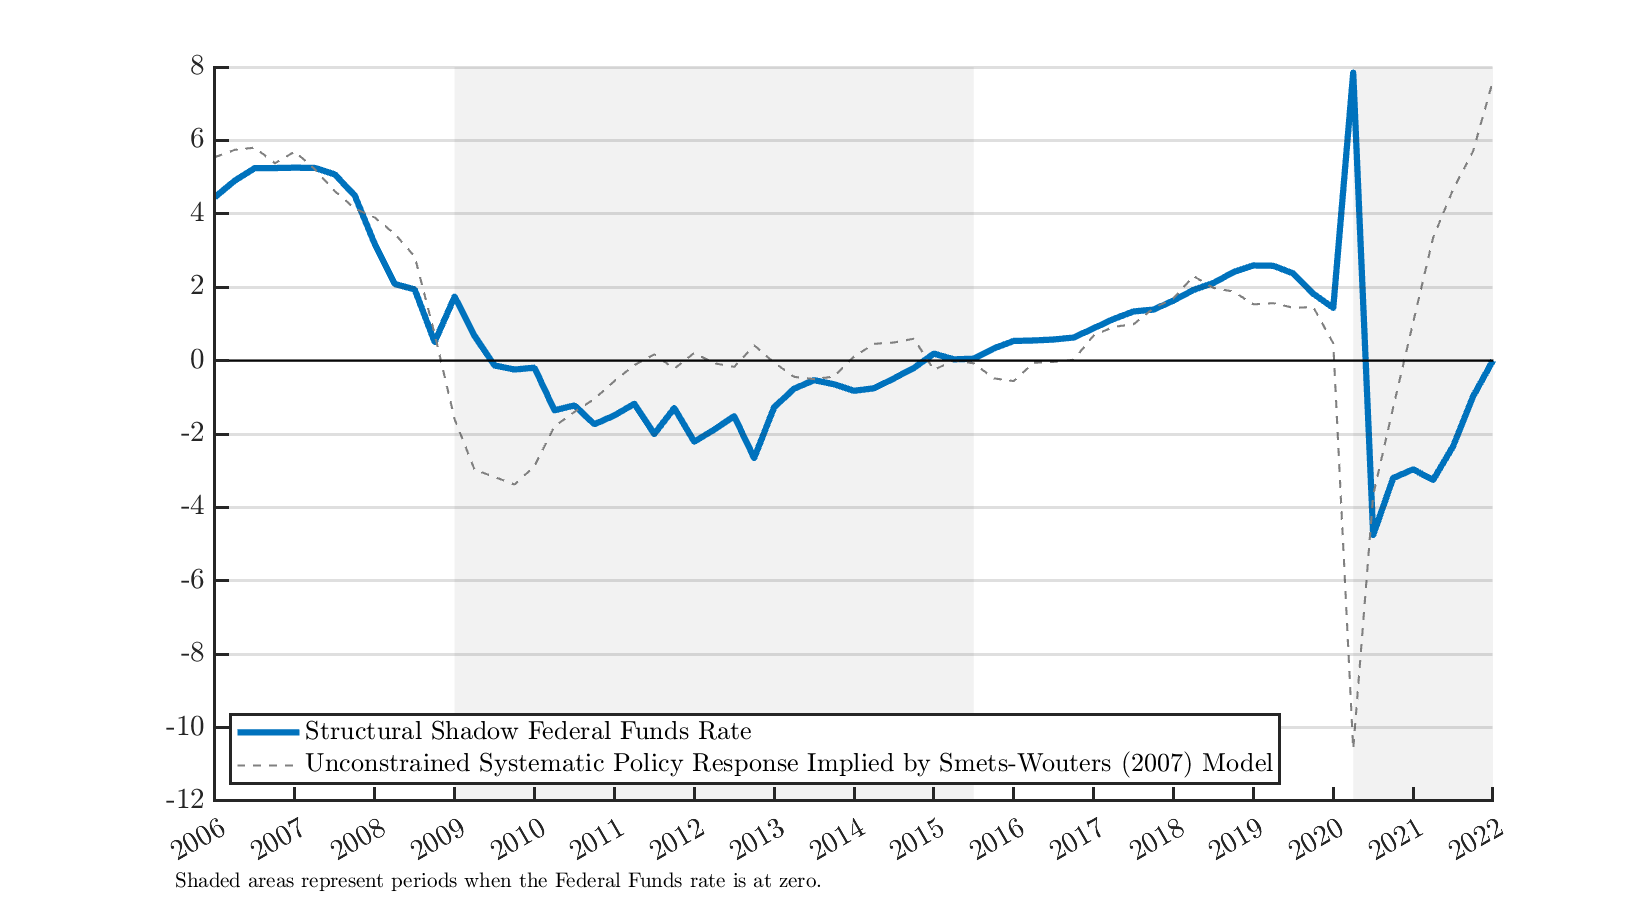 8
6
4
2
0
-2
-4
-6
-8
-10
-12
Structural Shadow Federal Funds Rate
Unconstrained Systematic Policy Response Implied by Smets-Wouters (2007) Model
2006 2007 2008 2009 2010 2011 2012 2013 2014 2015 2016 2017 2018 2019 2020 2021 2022
Shaded areas represent periods when the Federal Funds rate is at zero.